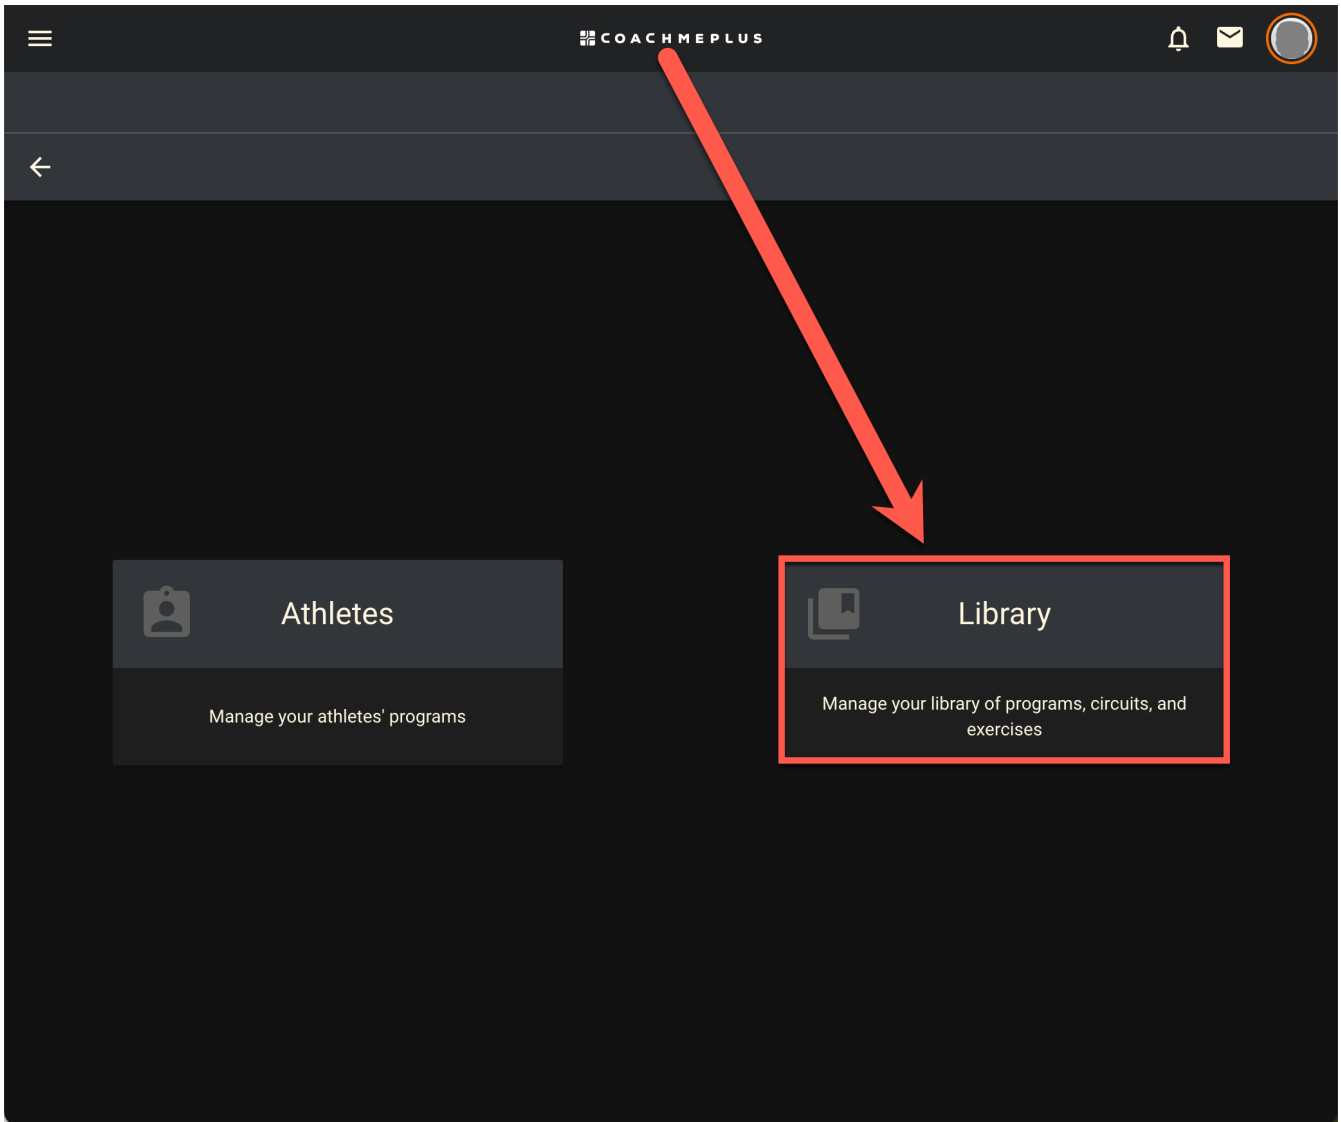 COACHMEPLUS
Athletes
Manage your athletes' programs
Library
Manage your library of programs, circuits, and
exercises